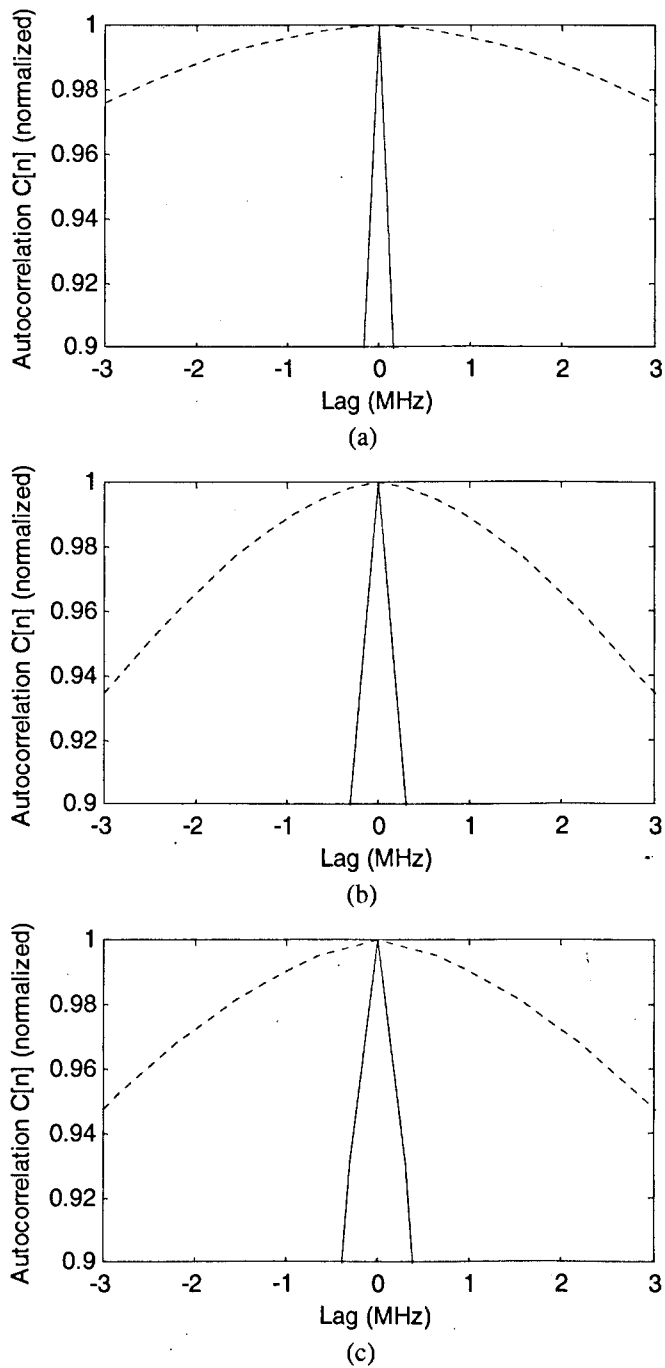 1
0.98
0.96
0.94
0.92
0.9
-3 -2 -1 0 1 2 3
Autocorrelation C[n] (normalized)
Lag (MHz)
(a)
1
0.98
0.96
0.94
0.92
0.9
-3 -2 -1 0 1 2 3
Autocorrelation C[n] (normalized)
Lag (MHz)
(b)
1
0.98
0.96
0.94
0.92
0.9
-3 -2 -1 0 1 2 3
Autocorrelation C[n] (normalized)
Lag (MHz)
(c)